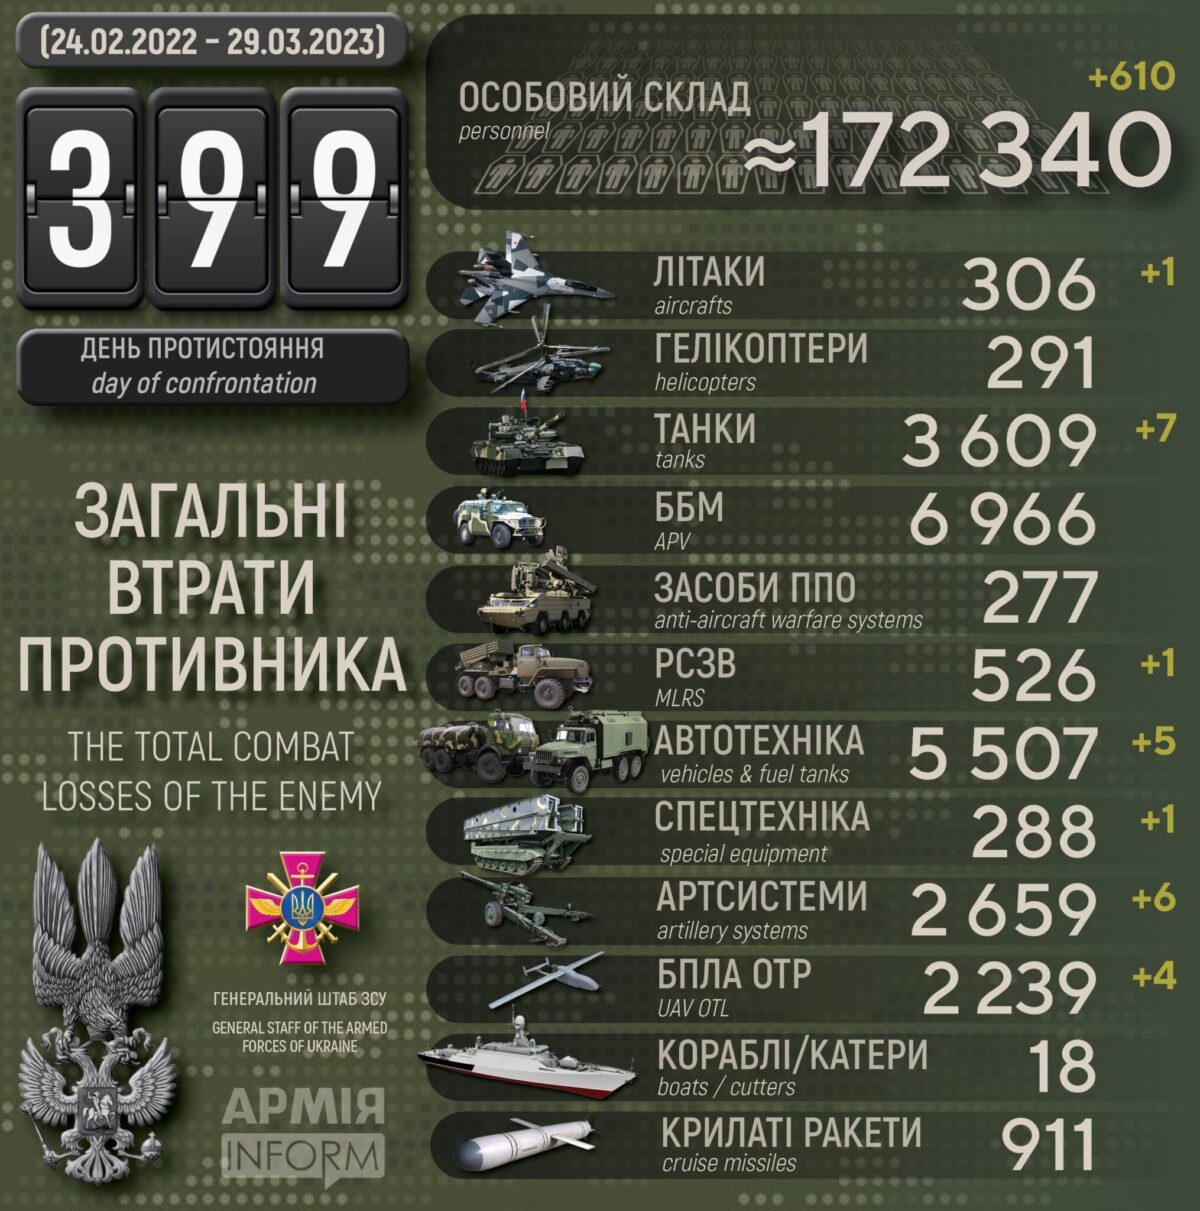 (24.02.2022 – 29.03.2023)
399
ДЕНЬ ПРОТИСТОЯННЯ
day of confrontation
ЗАГАЛЬНІ
ВТРАТИ
ПРОТИВНИКА
THE TOTAL COMBAT
LOSSES OF THE ENEMY
ГЕНЕРАЛЬНИЙ ШТАБ ЗСУ
GENERAL STAFF OF THE ARMED
FORCES OF UKRAINE
АРМІЯ
INFORM
ОСОБОВИЙ СКЛАД
personnel
+610
≈172 340
ЛІТАКИ
aircrafts
306 +1
ГЕЛІКОПТЕРИ
helicopters
291
ТАНКИ
tanks
3 609 +7
ББМ
APV
6 966
ЗАСОБИ ППО
anti-aircraft warfare systems
277
РСЗВ
MLRS
526 +1
АВТОТЕХНІКА
vehicles & fuel tanks
5 507 +5
СПЕЦТЕХНІКА
special equipment
288 +1
АРТСИСТЕМИ
artillery systems
2 659 +6
БПЛА ОТР
UAV OTL
2 239 +4
КОРАБЛІ/КАТЕРИ
boats / cutters
18
КРИЛАТІ РАКЕТИ
cruise missiles
911